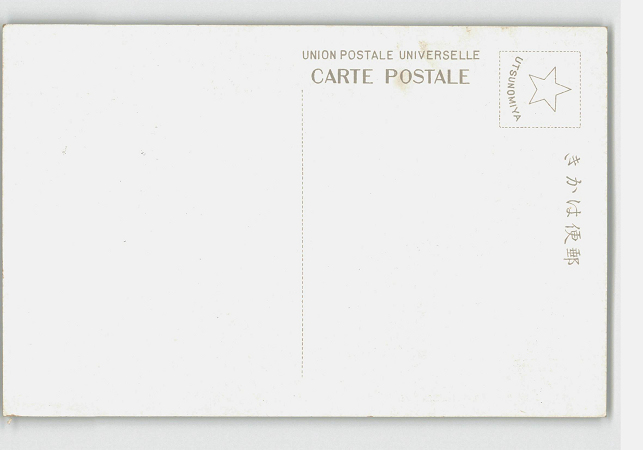 UNION POSTALE UNIVERSELLE
CARTE POSTALE
UTSUNOMIYA
きかは便郵